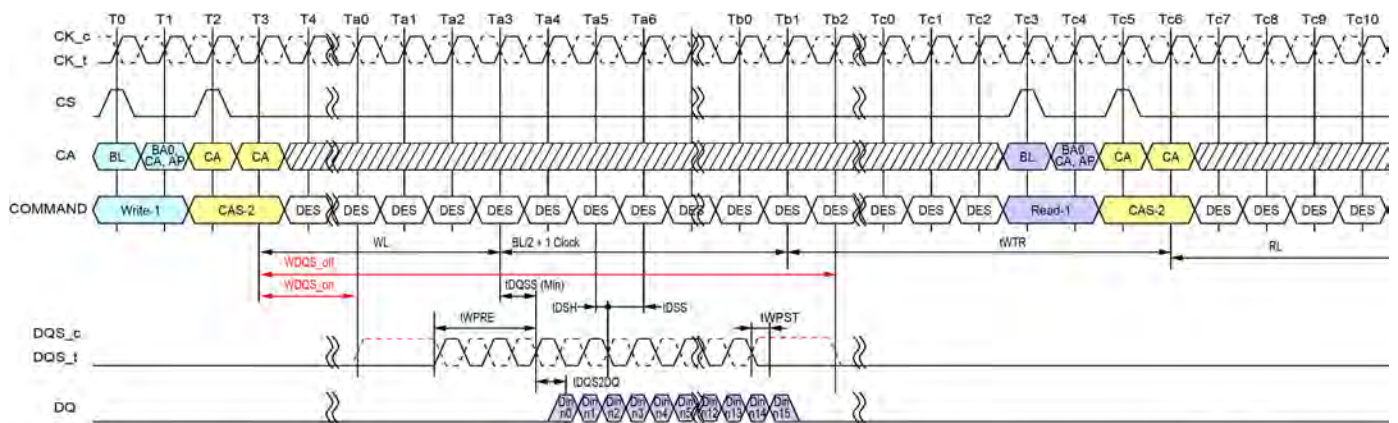 T0 T1 T2 T3 T4 Ta0 Ta1 Ta2 Ta3 Ta4 Ta5 Ta6 Tb0 Tb1 Tb2 Tc0 Tc1 Tc2 Tc3 Tc4 Tc5 Tc6 Tc7 Tc8 Tc9 Tc10
CK_c
CK_t
CS
CA BL BA0, CA, AP CA CA BL BA0, CA, AP CA CA
COMMAND Write-1 CAS-2 DES DES DES DES DES DES DES DES DES DES DES DES DES DES DES Read-1 CAS-2 DES DES DES DES
WL BL/2 + 1 Clock tWTR RL
WDQS_off
WDQS_on tDQSS (Min)
tDSH tDSS
tWPRE tWPST
DQS_c
DQS_t
tDQS2DQ
DQ Din n0 Din n1 Din n2 Din n3 Din n4 Din n5 Din n12 Din n13 Din n14 Din n15